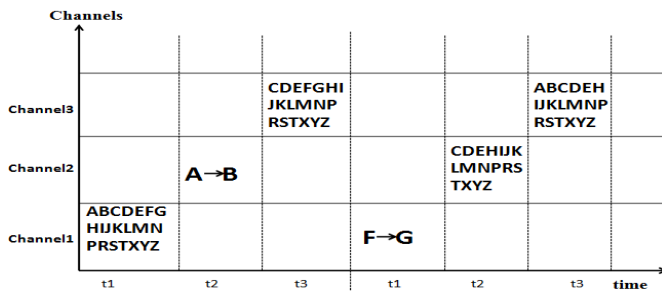 Channels
Channel3
CDEFGHI
JKLMNP
RSTXYZ
ABCDEH
IJKLMNP
RSTXYZ
Channel2
A→B
CDEHIJK
LMNPRS
TXYZ
Channel1
ABCDEFG
HIJKLMN
PRSTXYZ
F→G
t1
t2
t3
t1
t2
t3
time